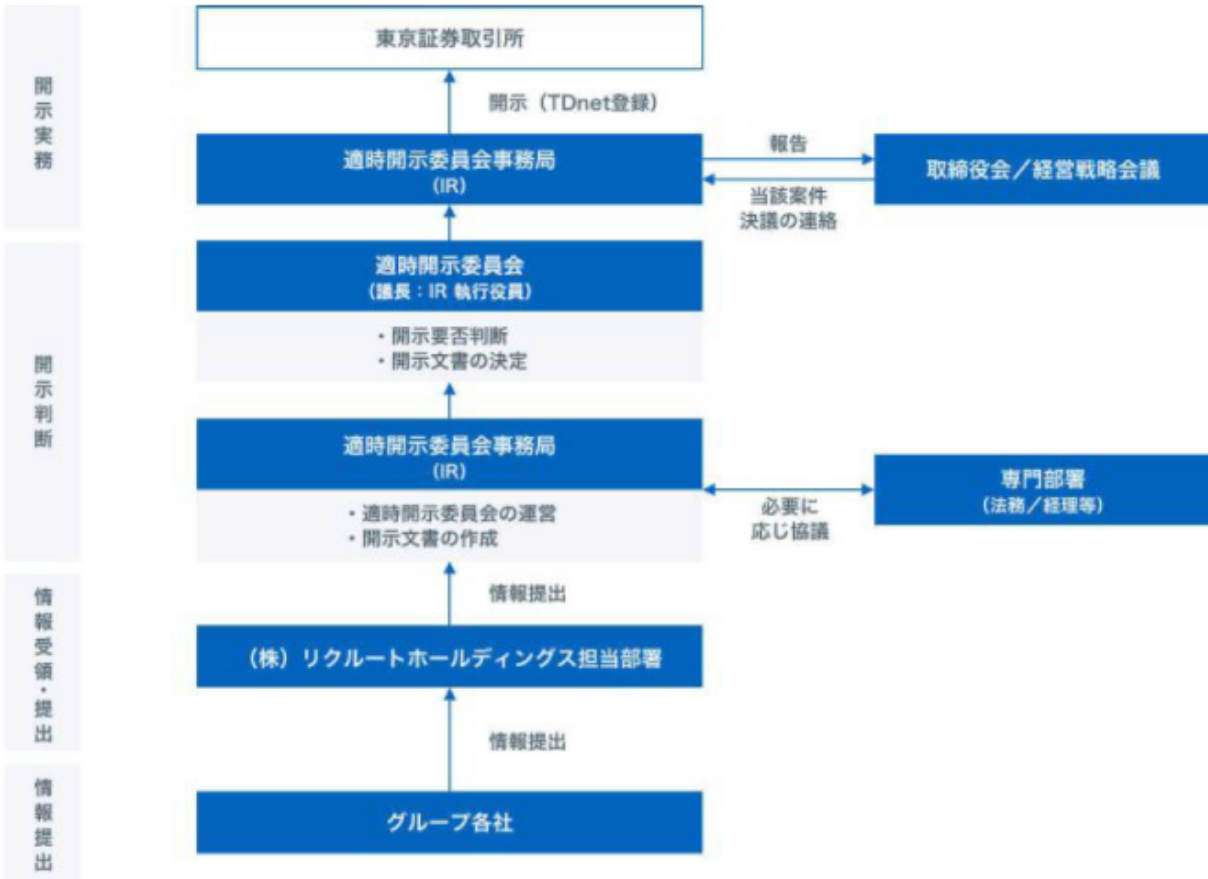 開示実務
東京証券取引所
開示（TDnet登録）
適時開示委員会事務局
（IR）
報告
当該案件
決議の連絡
取締役会／経営戦略会議
開示判断
適時開示委員会
（議長：IR 執行役員）
・開示要否判断
・開示文書の決定
適時開示委員会事務局
（IR）
・適時開示委員会の運営
・開示文書の作成
必要に
応じ協議
専門部署
（法務／経理等）
情報受領・提出
情報提出
（株）リクルートホールディングス担当部署
情報提出
情報提出
グループ各社